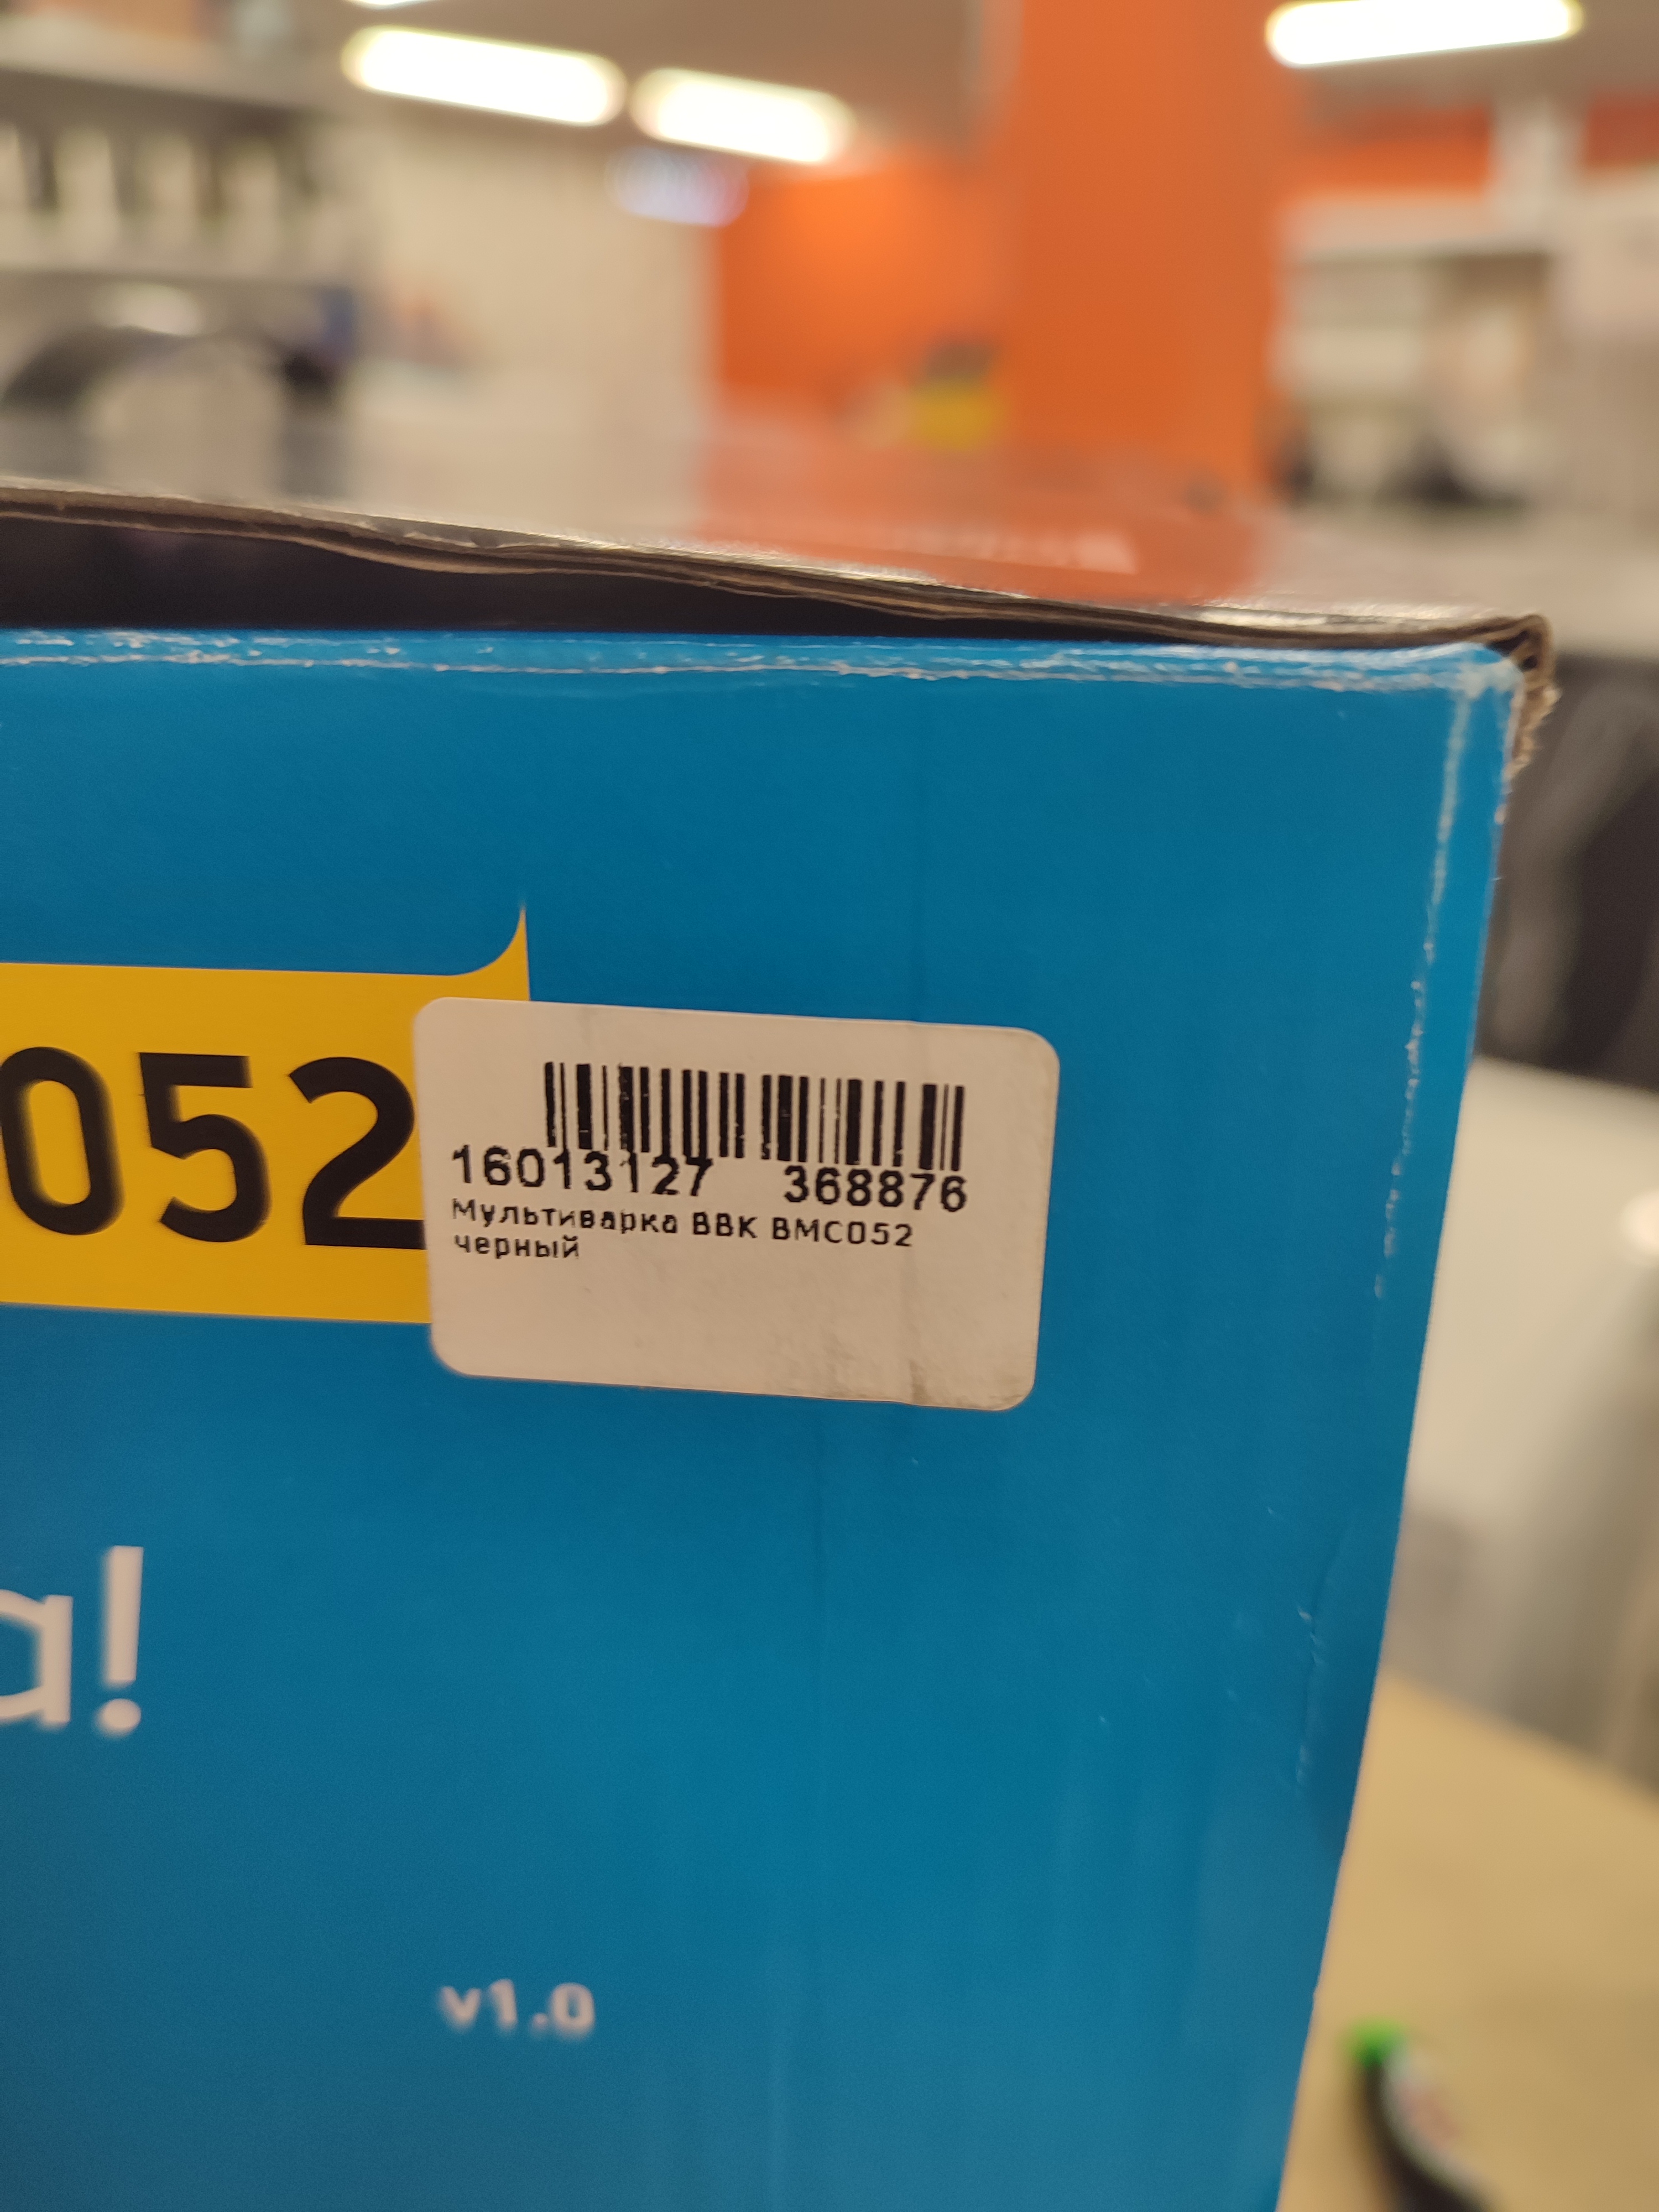 052
16013127 368876
Мультиварка BBK BMC052
черный
а!
v1.0